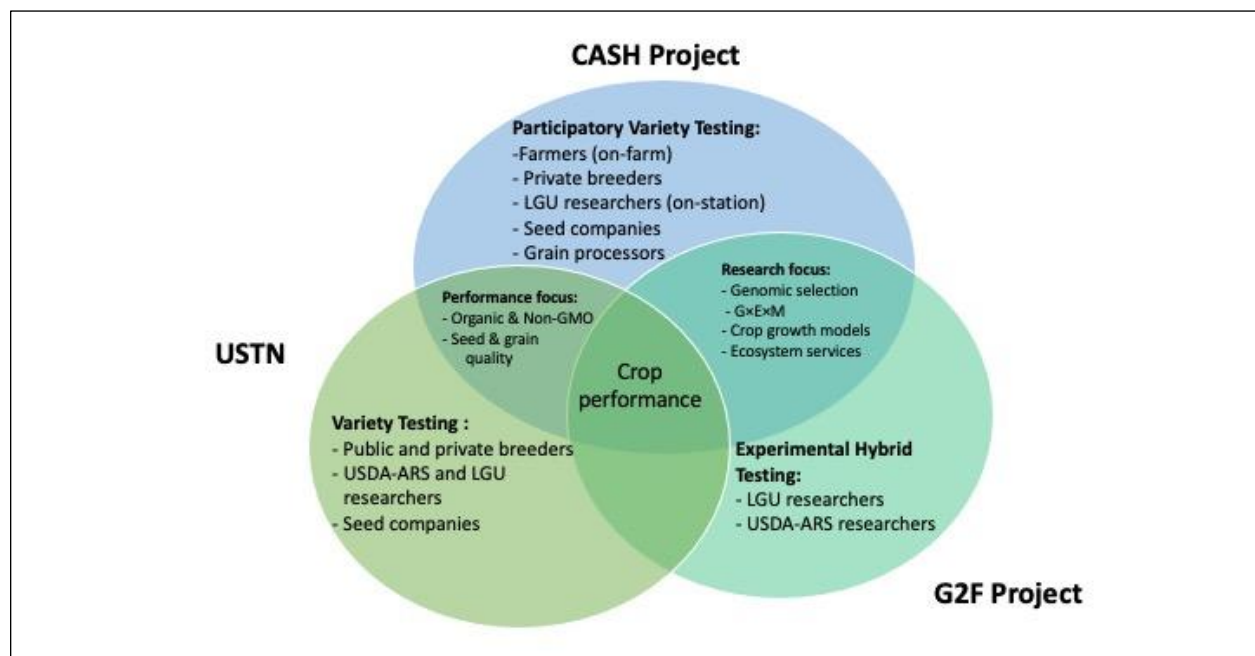 CASH Project
Participatory Variety Testing:
-Farmers (on-farm)
- Private breeders
- LGU researchers (on-station)
- Seed companies
- Grain processors
Research focus:
- Genomic selection
- G×E×M
- Crop growth models
- Ecosystem services
Performance focus:
- Organic & Non-GMO
- Seed & grain
quality
USTN
Crop
performance
Variety Testing :
- Public and private breeders
- USDA-ARS and LGU
researchers
- Seed companies
Experimental Hybrid
Testing:
- LGU researchers
- USDA-ARS researchers
G2F Project